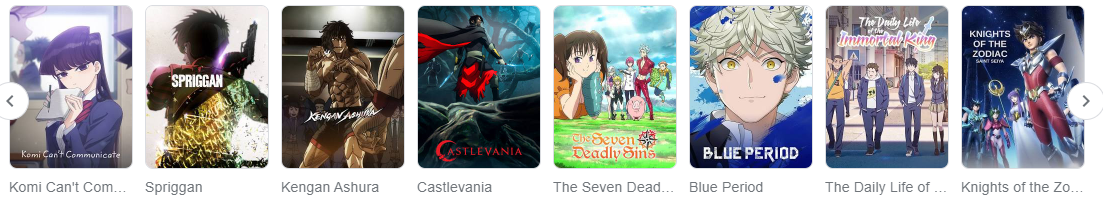 Komi Can't Communicate
SPRIGGAN
KENGAN ASHURA
CASTLEVANIA
The Seven
Deadly Sins
BLUE PERIOD
The Daily Life
of the
Immortal King
KNIGHTS
OF THE
ZODIAC
SAINT SEIYA
Komi Can't Com...
Spriggan
Kengan Ashura
Castlevania
The Seven Dead...
Blue Period
The Daily Life of ...
Knights of the Zo...